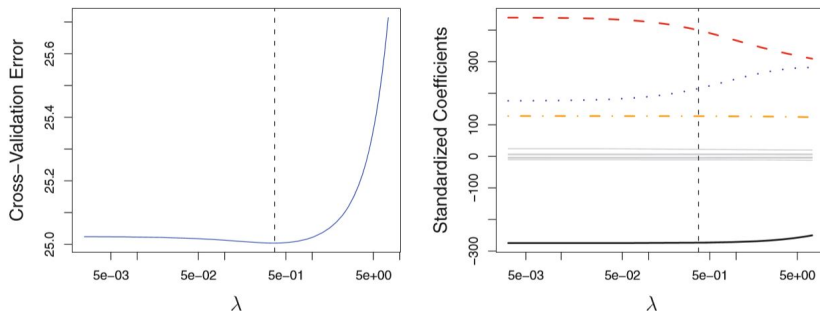 Cross−Validation Error
25.0 25.2 25.4 25.6
5e−03 5e−02 5e−01 5e+00
λ
Standardized Coefficients
−300 −100 0 100 300
5e−03 5e−02 5e−01 5e+00
λ